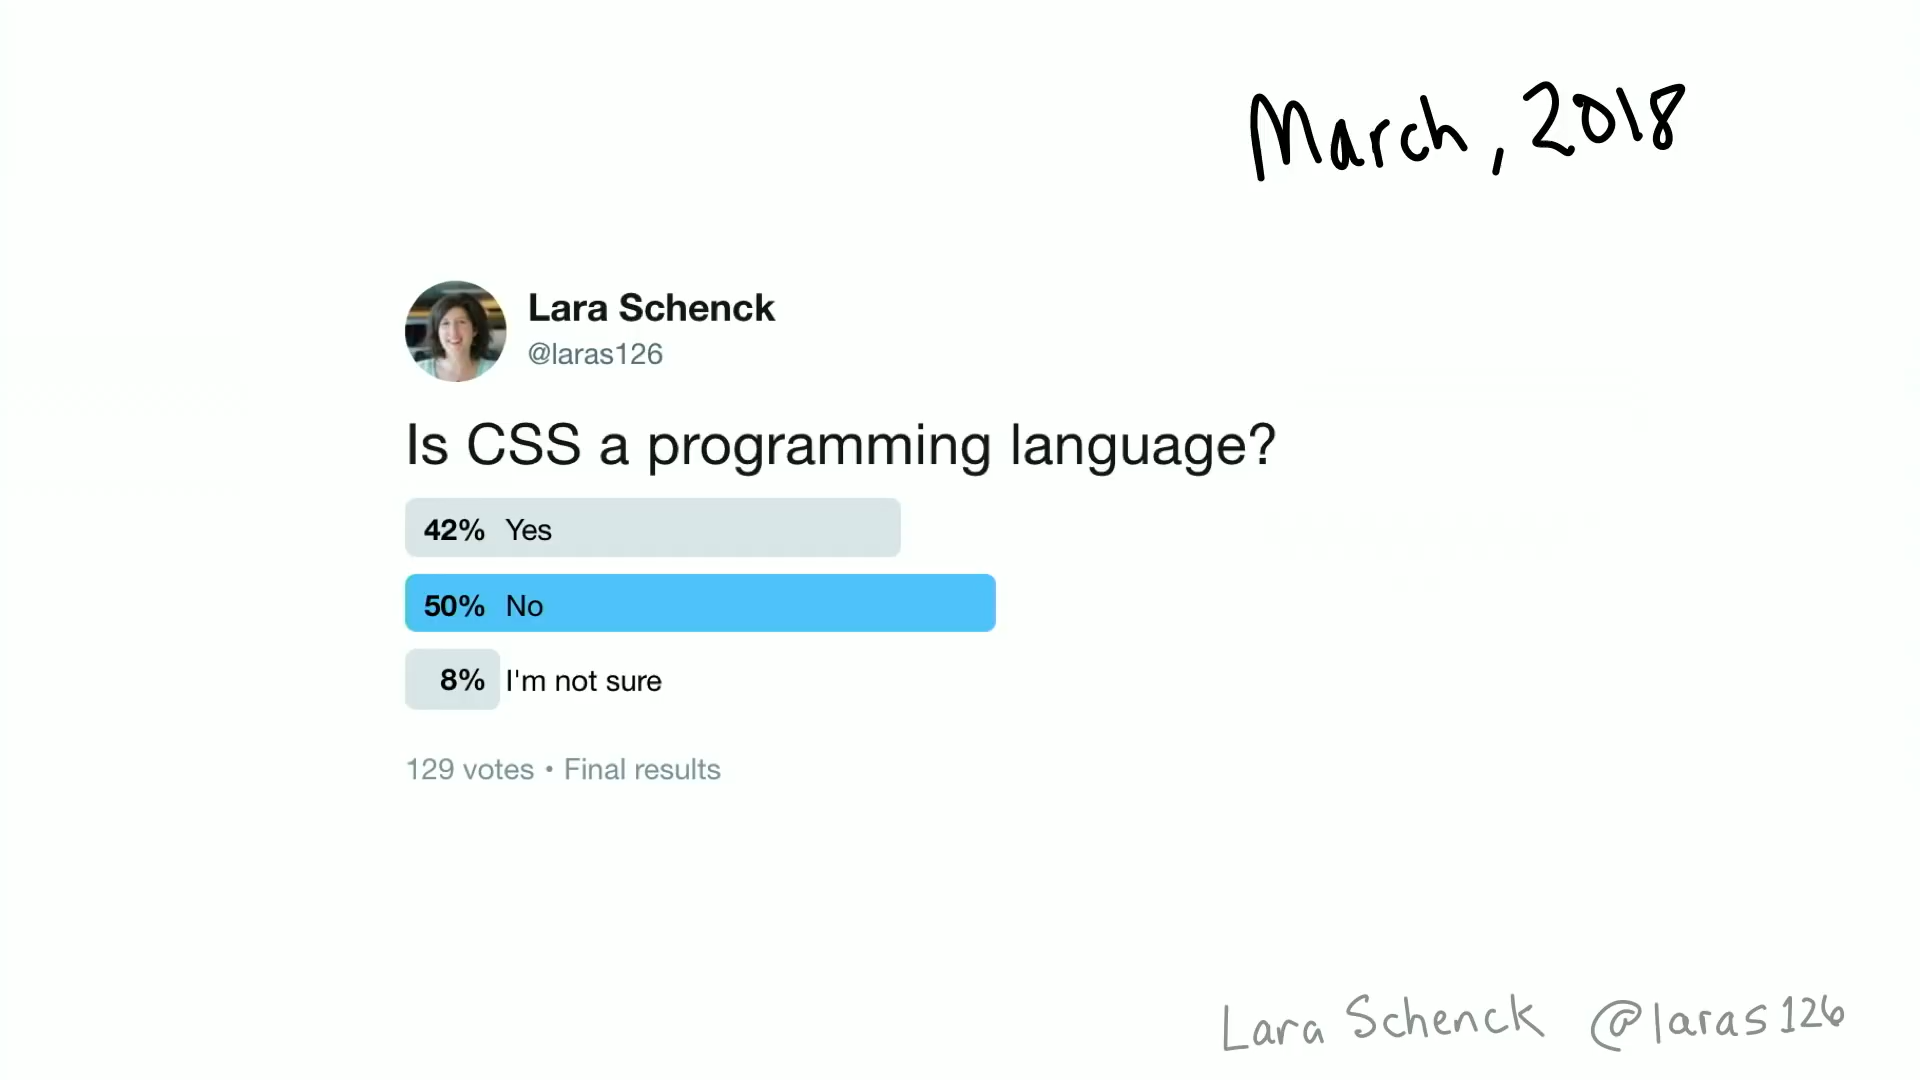 March, 2018
Lara Schenck
@laras126
Is CSS a programming language?
42% Yes
50% No
8% I'm not sure
129 votes • Final results
Lara Schenck @laras126